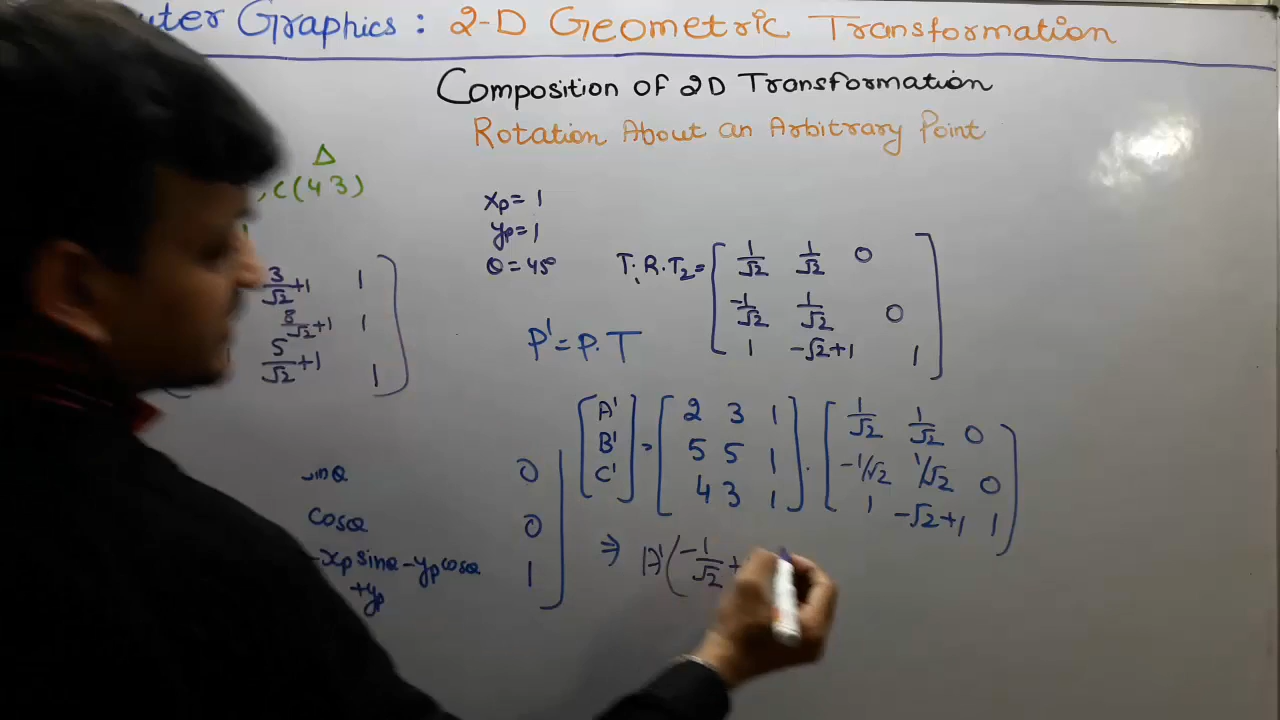 uter Graphics : 2-D Geometric Transformation
Composition Of 2D Transformation
Rotation About an Arbitrary Point
Δ
, C(4 3)
xp = 1
yp = 1
θ = 45°
T. R. T₂ = [ 1/√2 1/√2 0
-1/√2 1/√2 0
1 -√2+1 1 ]
3/√2+1 1
8/√2+1 1
5/√2+1 1
P' = P. T
[ A' B' C' ] = [ 2 3 1
5 5 1
4 3 1 ] . [ 1/√2 1/√2 0
-1/√2 1/√2 0
1 -√2+1 1 ]
sinθ 0
cosθ 0
-xp sinθ - yp cosθ 1
+yp
⇒ A' ( -1/√2 +